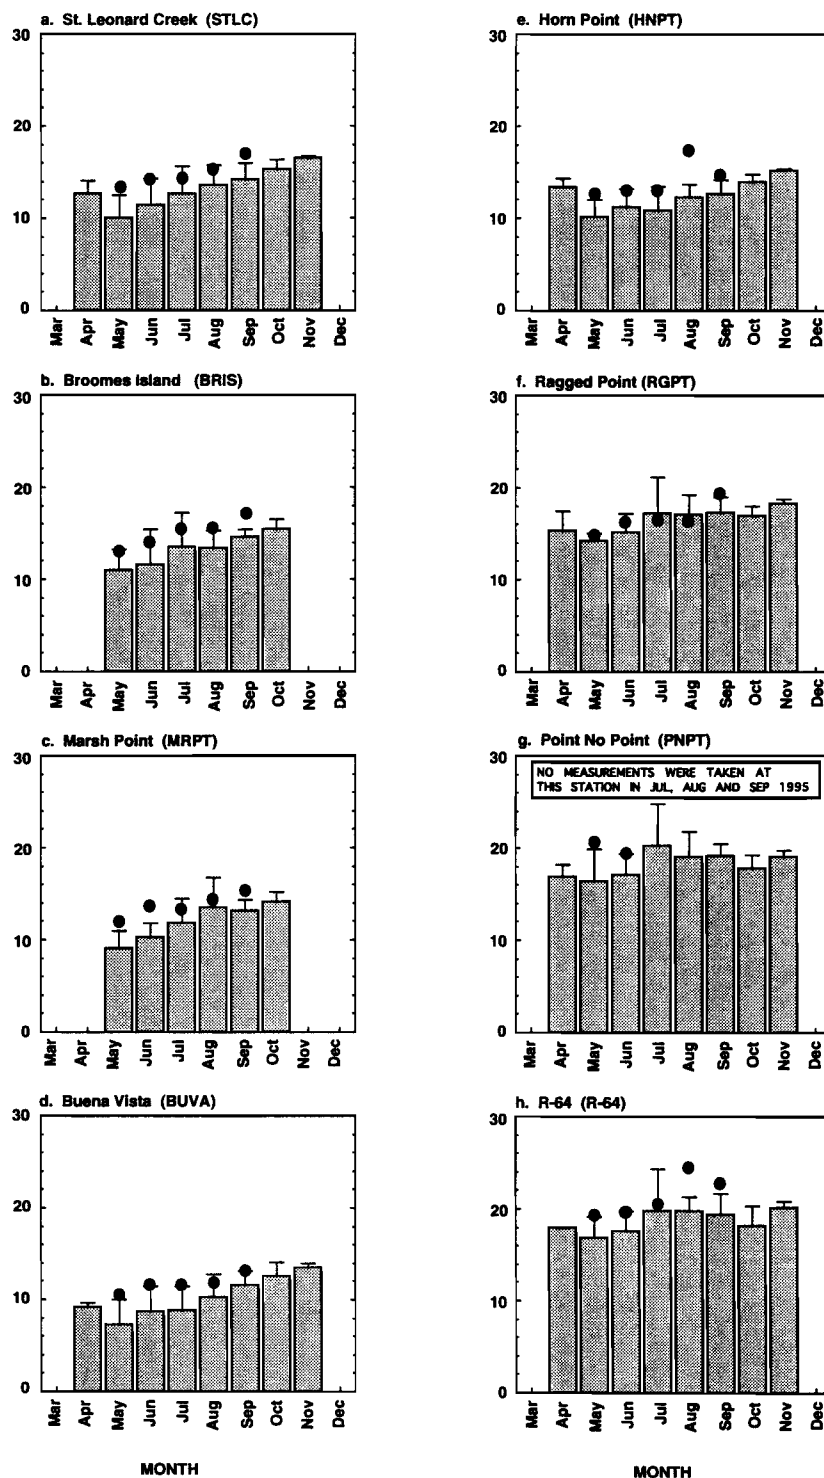 a. St. Leonard Creek (STLC)
30
20
10
0
Mar Apr May Jun Jul Aug Sep Oct Nov Dec
b. Broomes island (BRIS)
30
20
10
0
Mar Apr May Jun Jul Aug Sep Oct Nov Dec
c. Marsh Point (MRPT)
30
20
10
0
Mar Apr May Jun Jul Aug Sep Oct Nov Dec
d. Buena Vista (BUVA)
30
20
10
0
Mar Apr May Jun Jul Aug Sep Oct Nov Dec
MONTH
e. Horn Point (HNPT)
30
20
10
0
Mar Apr May Jun Jul Aug Sep Oct Nov Dec
f. Ragged Point (RGPT)
30
20
10
0
Mar Apr May Jun Jul Aug Sep Oct Nov Dec
g. Point No Point (PNPT)
NO MEASUREMENTS WERE TAKEN AT
THIS STATION IN JUL, AUG AND SEP 1995
30
20
10
0
Mar Apr May Jun Jul Aug Sep Oct Nov Dec
h. R-64 (R-64)
30
20
10
0
Mar Apr May Jun Jul Aug Sep Oct Nov Dec
MONTH